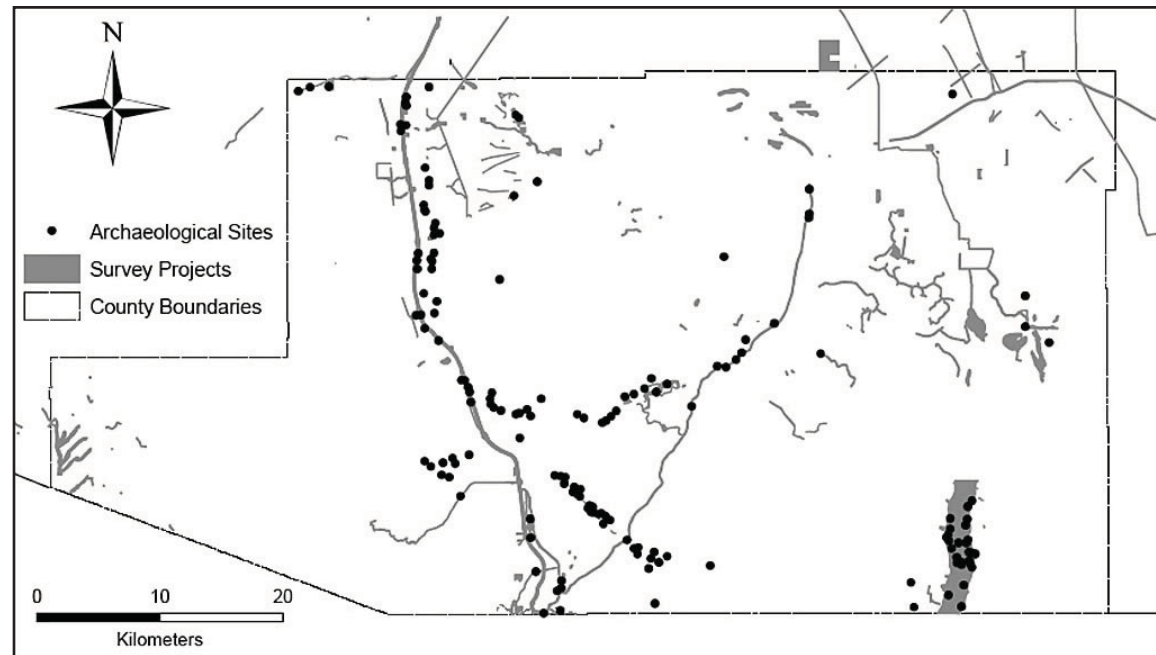 N
Archaeological Sites
Survey Projects
County Boundaries
0 10 20
Kilometers